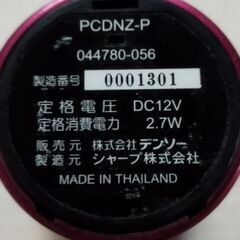 PCDNZ-P
044780-056
製造番号 0001301
定格電圧 DC12V
定格消費電力 2.7W
販売元 株式会社 デンソー
製造元 シャープ株式会社
MADE IN THAILAND